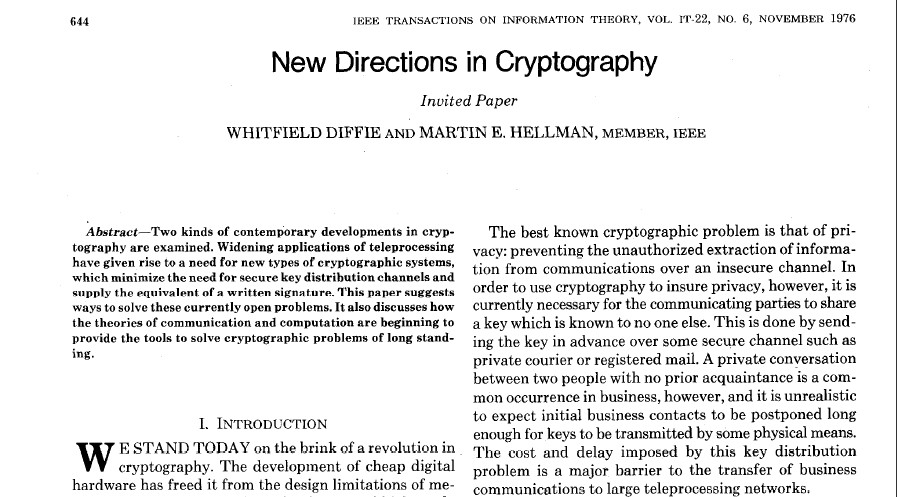 644
IEEE TRANSACTIONS ON INFORMATION THEORY, VOL. IT-22, NO. 6, NOVEMBER 1976
New Directions in Cryptography
Invited Paper
WHITFIELD DIFFIE AND MARTIN E. HELLMAN, MEMBER, IEEE
Abstract—Two kinds of contemporary developments in cryp-
tography are examined. Widening applications of teleprocessing
have given rise to a need for new types of cryptographic systems,
which minimize the need for secure key distribution channels and
supply the equivalent of a written signature. This paper suggests
ways to solve these currently open problems. It also discusses how
the theories of communication and computation are beginning to
provide the tools to solve cryptographic problems of long stand-
ing.
I. INTRODUCTION
WE STAND TODAY on the brink of a revolution in
cryptography. The development of cheap digital
hardware has freed it from the design limitations of me-
The best known cryptographic problem is that of pri-
vacy: preventing the unauthorized extraction of informa-
tion from communications over an insecure channel. In
order to use cryptography to insure privacy, however, it is
currently necessary for the communicating parties to share
a key which is known to no one else. This is done by send-
ing the key in advance over some secure channel such as
private courier or registered mail. A private conversation
between two people with no prior acquaintance is a com-
mon occurrence in business, however, and it is unrealistic
to expect initial business contacts to be postponed long
enough for keys to be transmitted by some physical means.
The cost and delay imposed by this key distribution
problem is a major barrier to the transfer of business
communications to large teleprocessing networks.